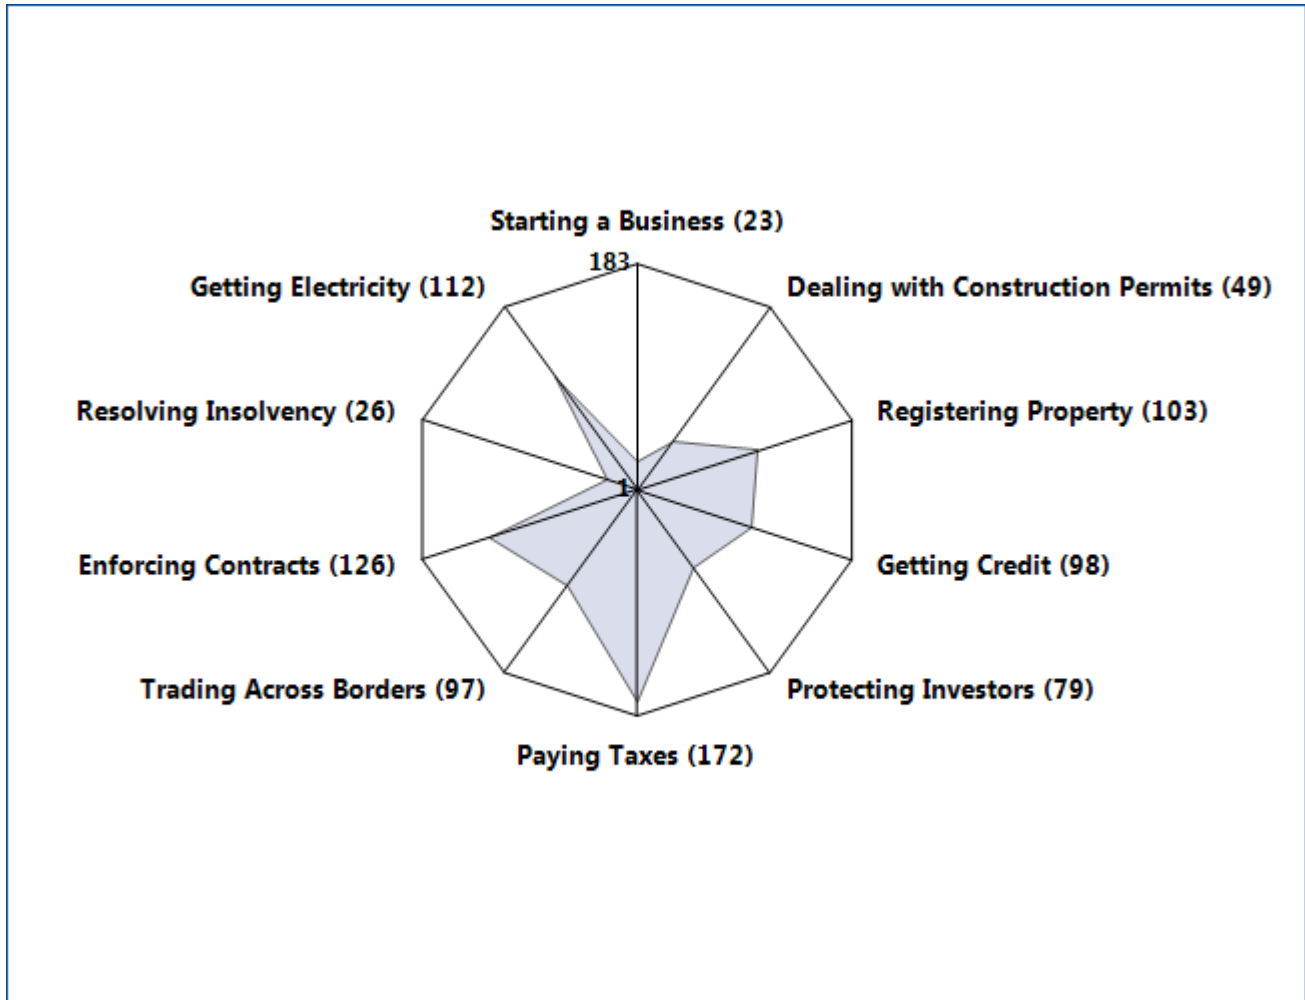 Starting a Business (23)
183
Getting Electricity (112)
Dealing with Construction Permits (49)
Resolving Insolvency (26)
Registering Property (103)
1
Enforcing Contracts (126)
Getting Credit (98)
Trading Across Borders (97)
Protecting Investors (79)
Paying Taxes (172)